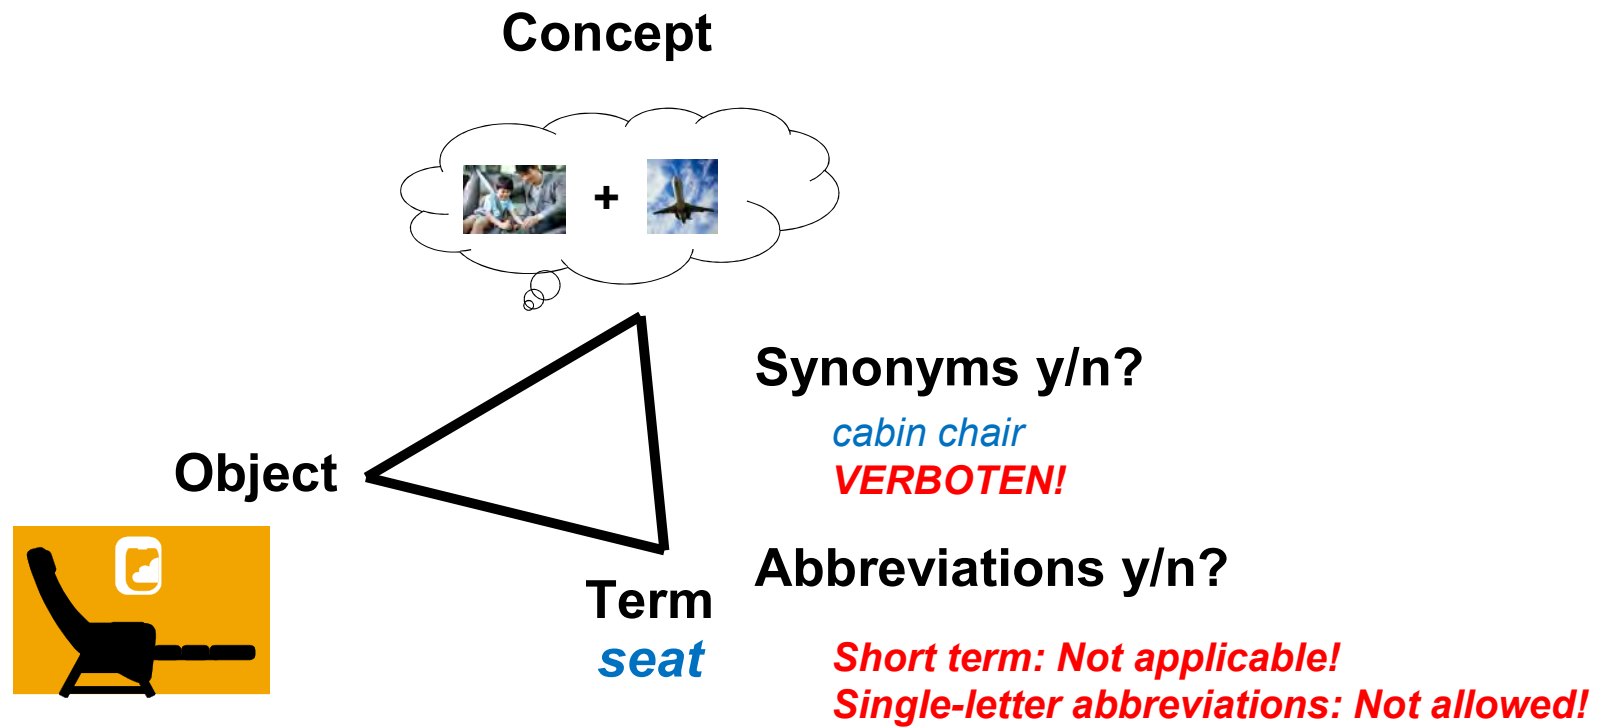 Concept
+
Synonyms y/n?
cabin chair
VERBOTEN!
Object
Abbreviations y/n?
Term
seat
Short term: Not applicable!
Single-letter abbreviations: Not allowed!